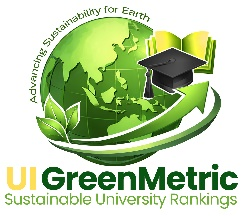 Advancing Sustainability for Earth
UI GreenMetric
Sustainable University Rankings